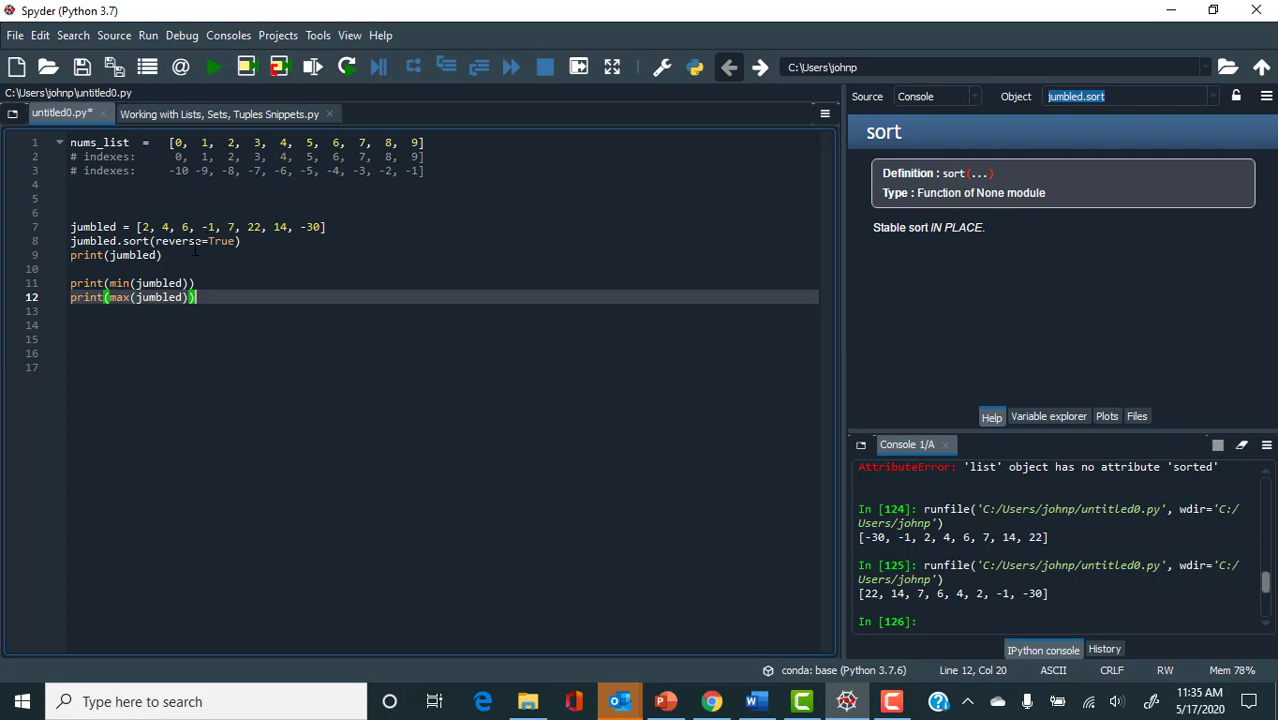 Spyder (Python 3.7)
File Edit Search Source Run Debug Consoles Projects Tools View Help
C:\Users\johnp
C:\Users\johnp\untitled0.py
untitled0.py*
Working with Lists, Sets, Tuples Snippets.py
1 nums_list = [0, 1, 2, 3, 4, 5, 6, 7, 8, 9]
2 # indexes: 0, 1, 2, 3, 4, 5, 6, 7, 8, 9
3 # indexes: -10 -9, -8, -7, -6, -5, -4, -3, -2, -1]
4
5
6
7 jumbled = [2, 4, 6, -1, 7, 22, 14, -30]
8 jumbled.sort(reverse=True)
9 print(jumbled)
10
11 print(min(jumbled))
12 print(max(jumbled))
13
14
15
16
17
Source Console Object jumbled.sort
sort
Definition : sort(...)
Type : Function of None module
Stable sort IN PLACE.
Help Variable explorer Plots Files
Console 1/A
AttributeError: 'list' object has no attribute 'sorted'
In [124]: runfile('C:/Users/johnp/untitled0.py', wdir='C:/
Users/johnp')
[-30, -1, 2, 4, 6, 7, 14, 22]
In [125]: runfile('C:/Users/johnp/untitled0.py', wdir='C:/
Users/johnp')
[22, 14, 7, 6, 4, 2, -1, -30]
In [126]:
IPython console History
conda: base (Python 3.7.6) Line 12, Col 20 ASCII CRLF RW Mem 78%
Type here to search
11:35 AM
5/17/2020